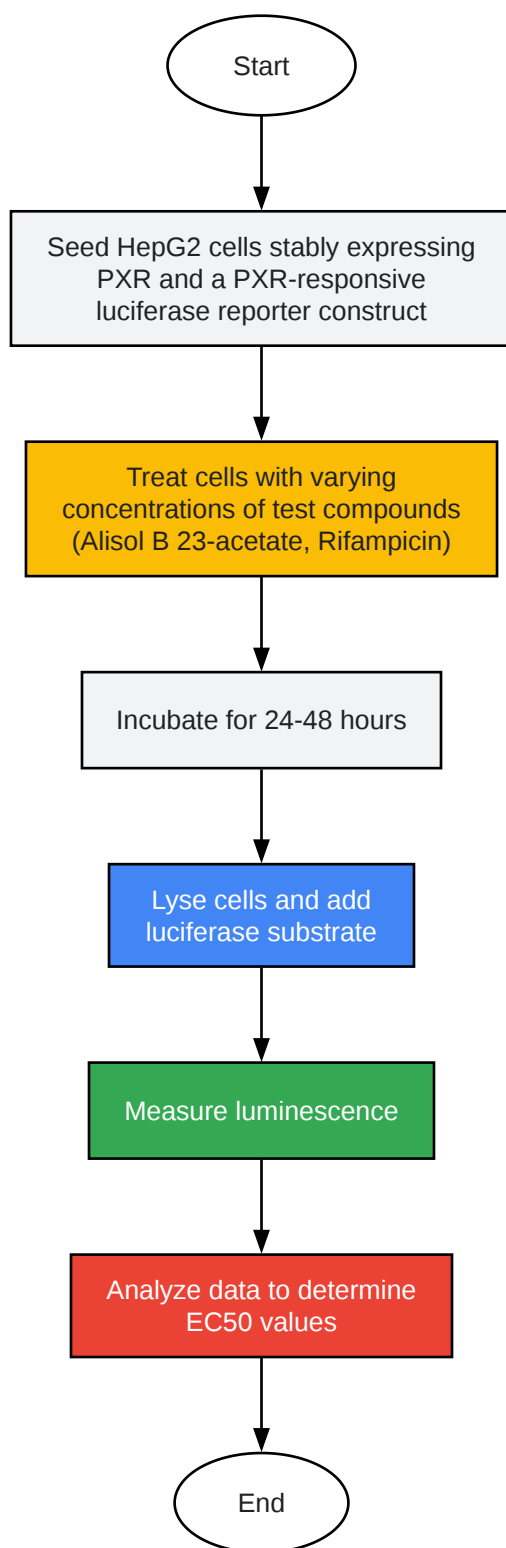 Start
Seed HepG2 cells stably expressing
PXR and a PXR-responsive
luciferase reporter construct
Treat cells with varying
concentrations of test compounds
(Alisol B 23-acetate, Rifampicin)
Incubate for 24-48 hours
Lyse cells and add
luciferase substrate
Measure luminescence
Analyze data to determine
EC50 values
End